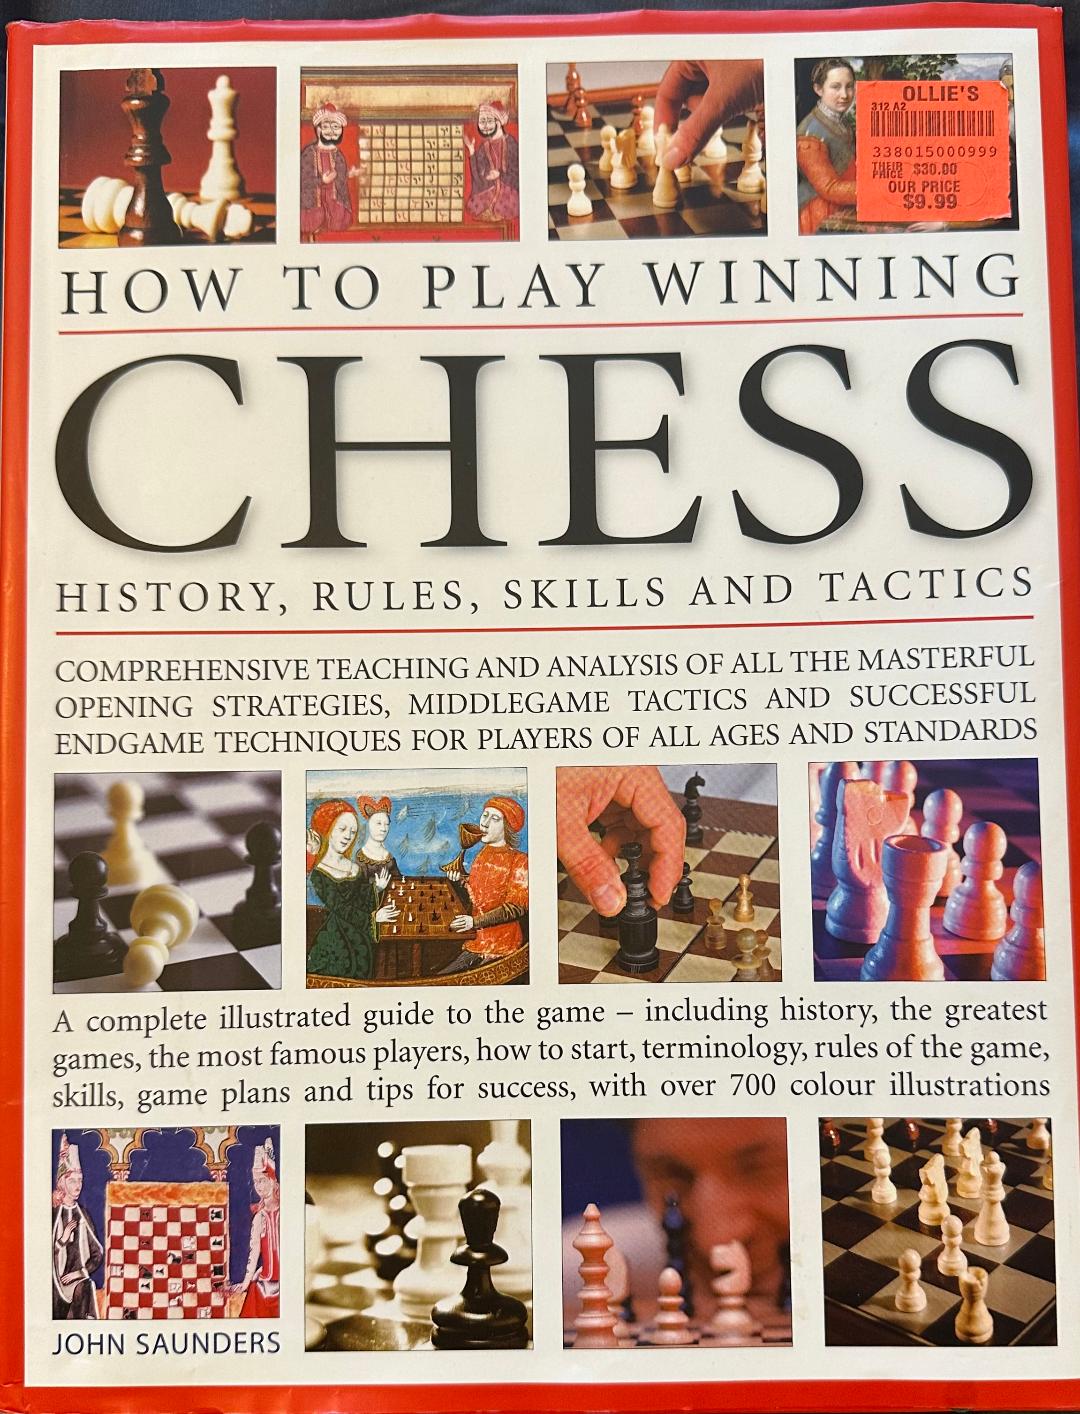 OLLIE'S
312 A2
338015000999
THEIR PRICE $30.00
OUR PRICE
$9.99
HOW TO PLAY WINNING
CHESS
HISTORY, RULES, SKILLS AND TACTICS
COMPREHENSIVE TEACHING AND ANALYSIS OF ALL THE MASTERFUL
OPENING STRATEGIES, MIDDLEGAME TACTICS AND SUCCESSFUL
ENDGAME TECHNIQUES FOR PLAYERS OF ALL AGES AND STANDARDS
A complete illustrated guide to the game – including history, the greatest
games, the most famous players, how to start, terminology, rules of the game,
skills, game plans and tips for success, with over 700 colour illustrations
JOHN SAUNDERS